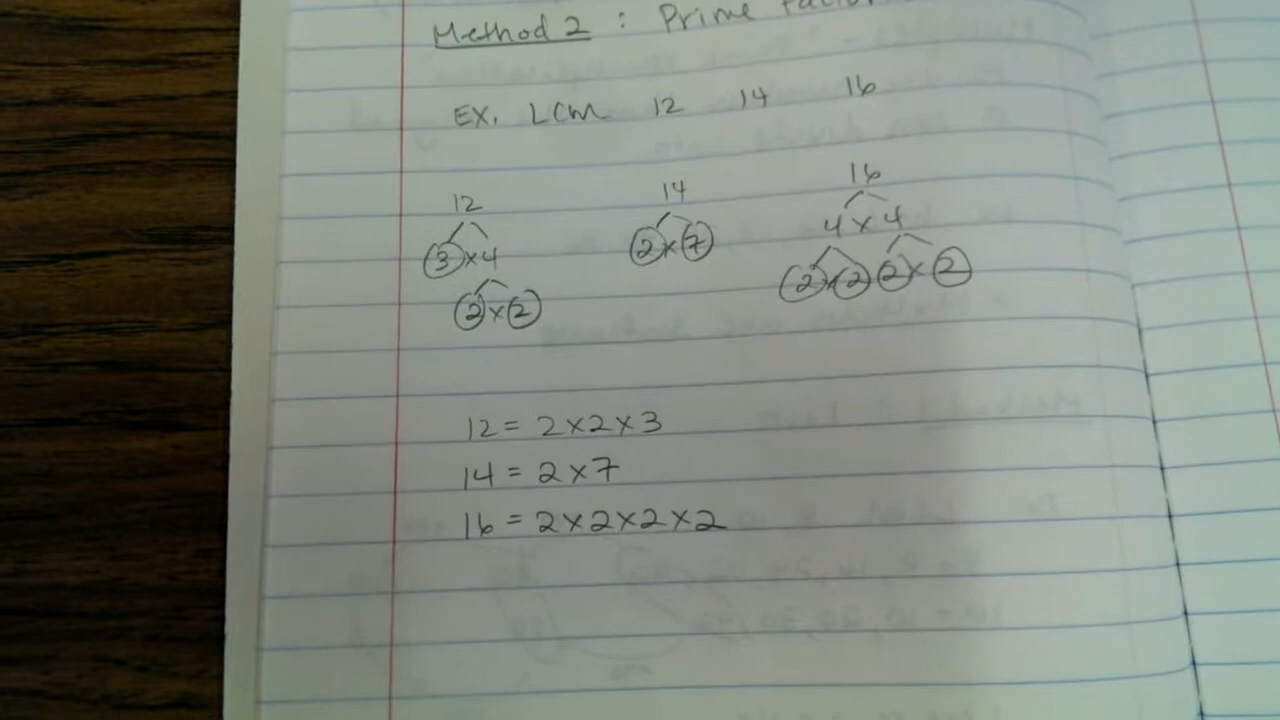 Method 2 : Prime
EX. LCM 12 14 16
12 14 16
3 x 4 2 x 7 4 x 4
2 x 2 2 x 2 2 x 2
12 = 2 x 2 x 3
14 = 2 x 7
16 = 2 x 2 x 2 x 2